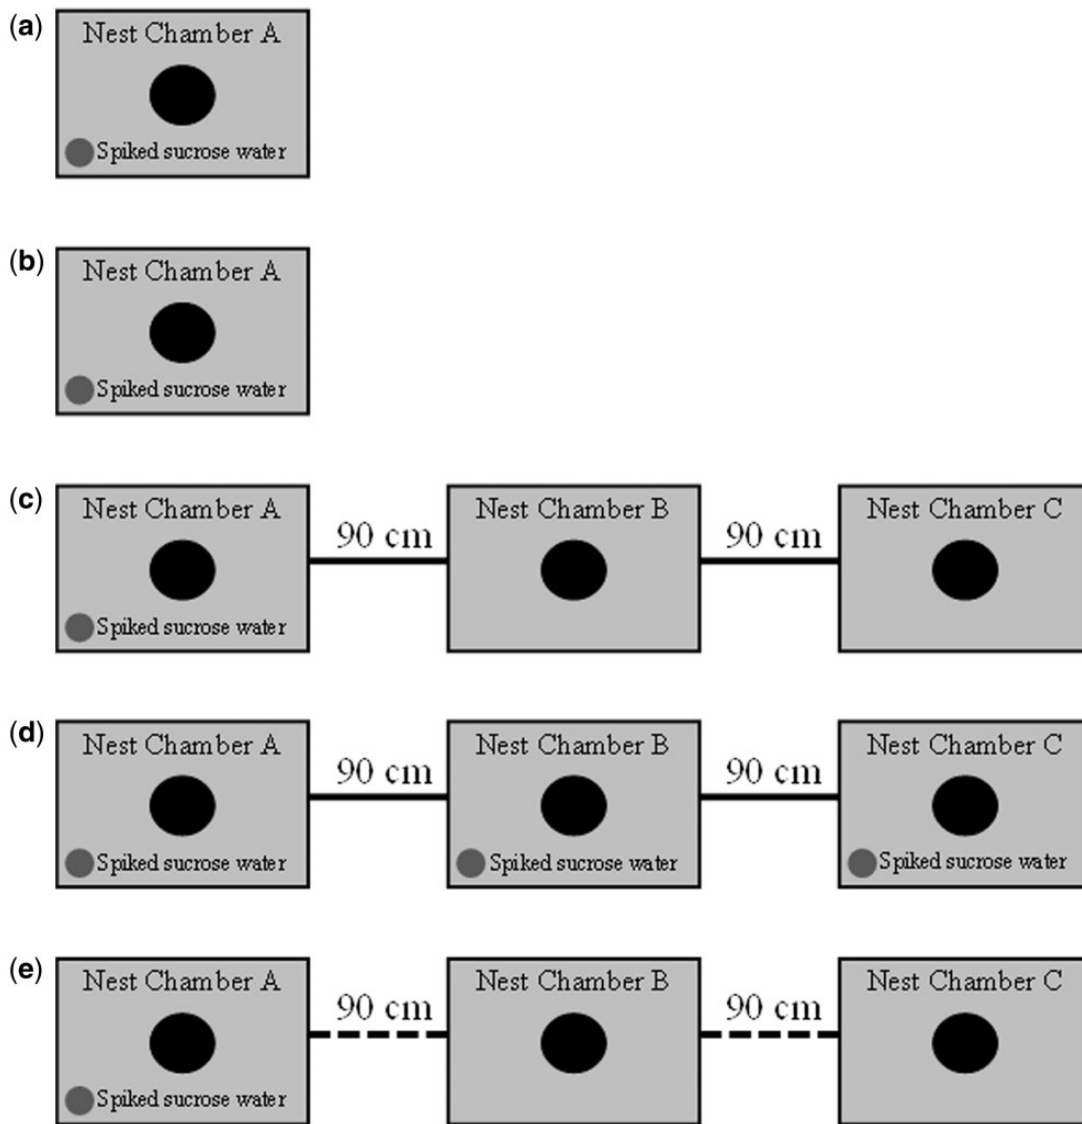 (a)
Nest Chamber A
Spiked sucrose water
(b)
Nest Chamber A
Spiked sucrose water
(c)
Nest Chamber A
90 cm
Nest Chamber B
90 cm
Nest Chamber C
Spiked sucrose water
(d)
Nest Chamber A
90 cm
Nest Chamber B
90 cm
Nest Chamber C
Spiked sucrose water
Spiked sucrose water
Spiked sucrose water
(e)
Nest Chamber A
90 cm
Nest Chamber B
90 cm
Nest Chamber C
Spiked sucrose water